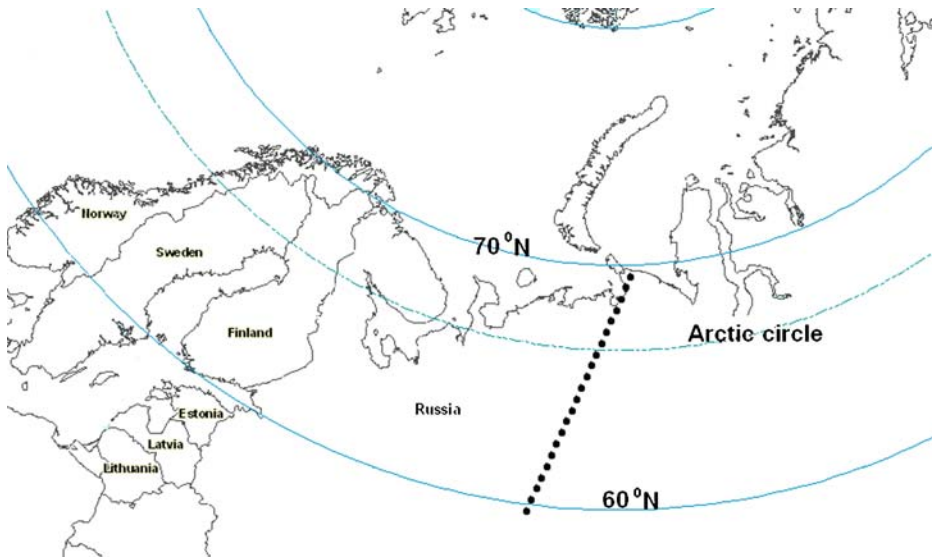 Norway
Sweden
70°N
Finland
Arctic circle
Russia
Estonia
Latvia
Lithuania
60°N